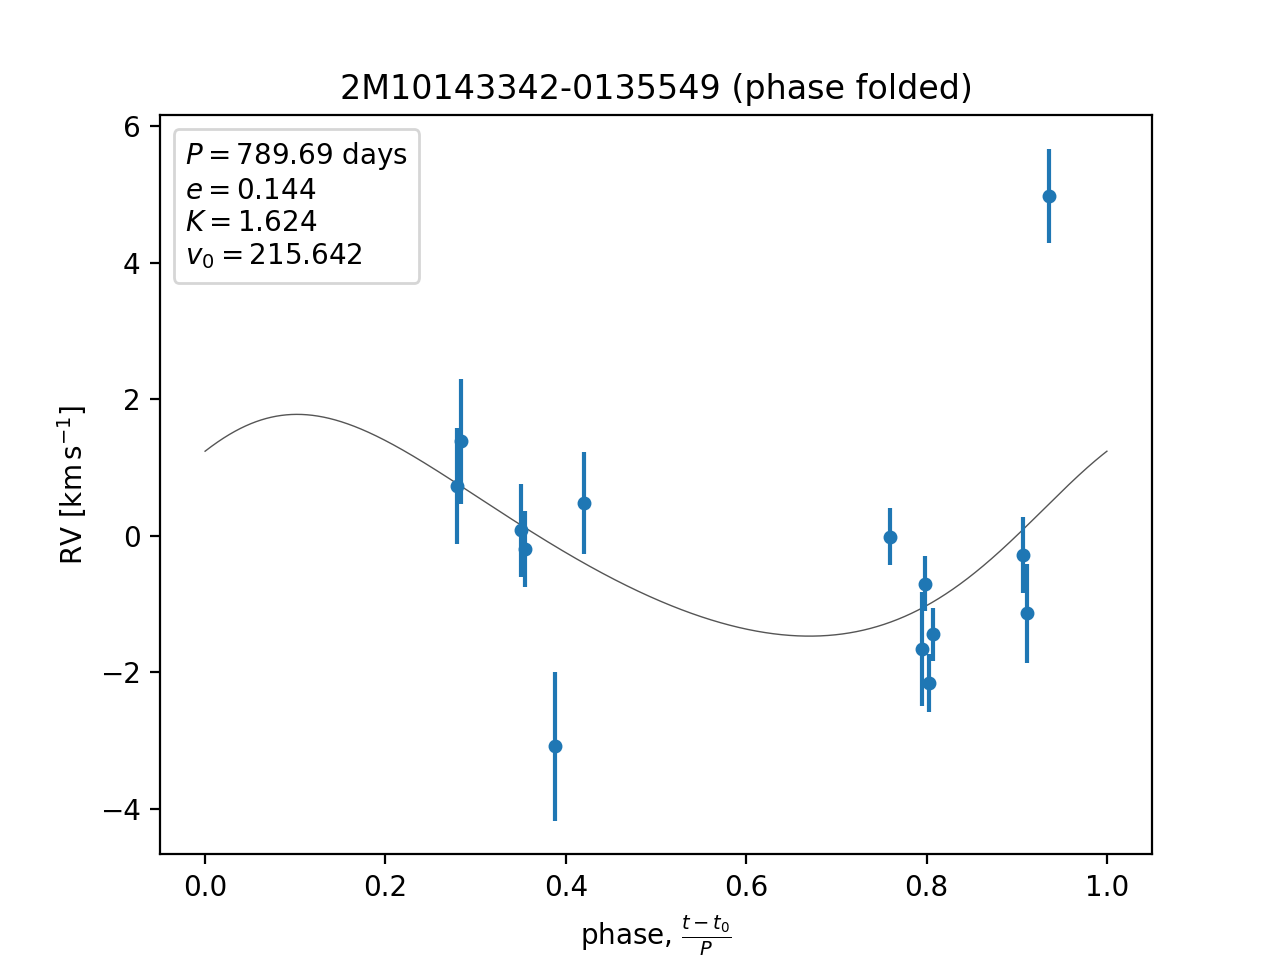 2M10143342-0135549 (phase folded)
P = 789.69 days
e = 0.144
K = 1.624
v₀ = 215.642
6
4
2
0
−2
−4
RV [km s⁻¹]
0.0 0.2 0.4 0.6 0.8 1.0
phase, (t − t₀)/P